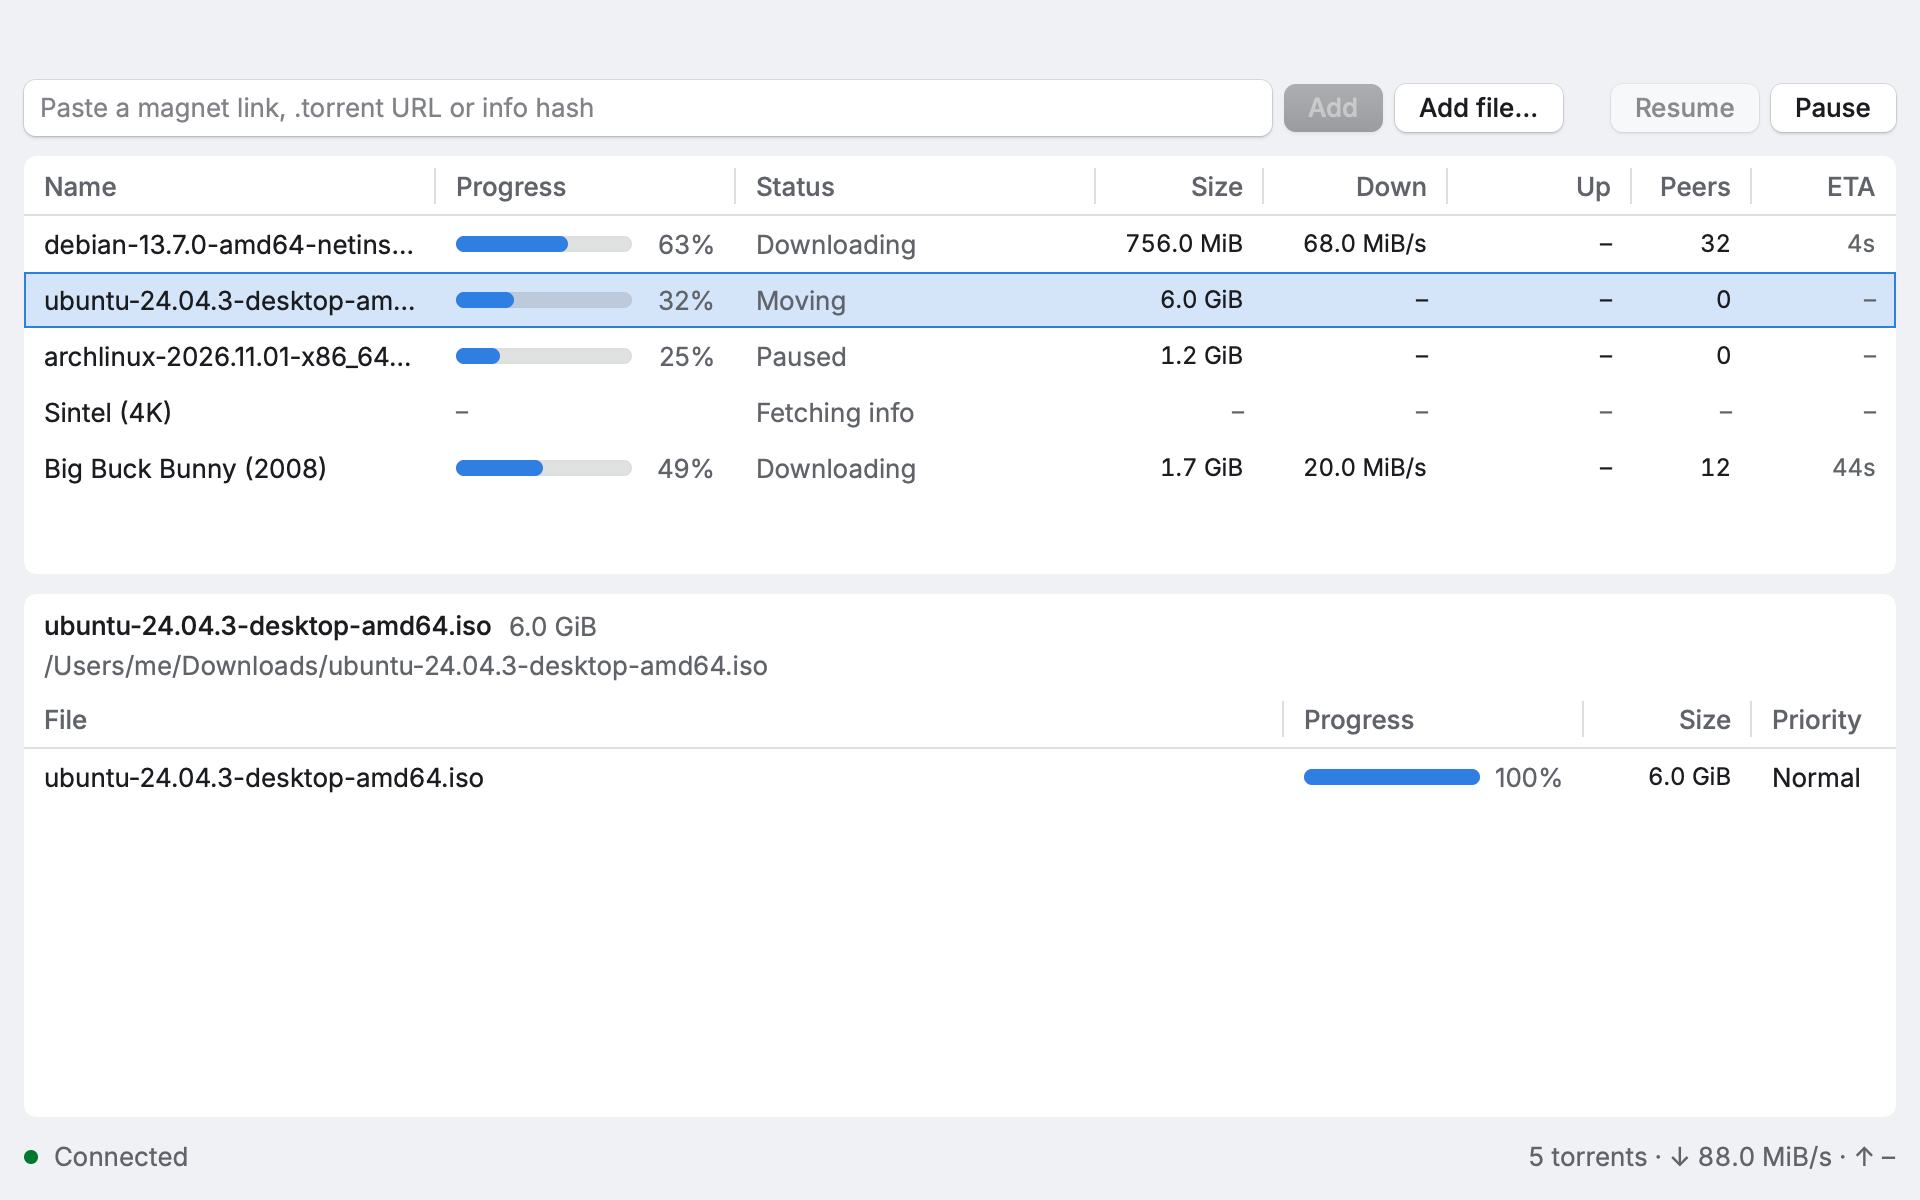 Paste a magnet link, .torrent URL or info hash Add Add file... Resume Pause
Name Progress Status Size Down Up Peers ETA
debian-13.7.0-amd64-netins... 63% Downloading 756.0 MiB 68.0 MiB/s – 32 4s
ubuntu-24.04.3-desktop-am... 32% Moving 6.0 GiB – – 0 –
archlinux-2026.11.01-x86_64... 25% Paused 1.2 GiB – – 0 –
Sintel (4K) – Fetching info – – – – –
Big Buck Bunny (2008) 49% Downloading 1.7 GiB 20.0 MiB/s – 12 44s
ubuntu-24.04.3-desktop-amd64.iso 6.0 GiB
/Users/me/Downloads/ubuntu-24.04.3-desktop-amd64.iso
File Progress Size Priority
ubuntu-24.04.3-desktop-amd64.iso 100% 6.0 GiB Normal
Connected 5 torrents · ↓ 88.0 MiB/s · ↑ –